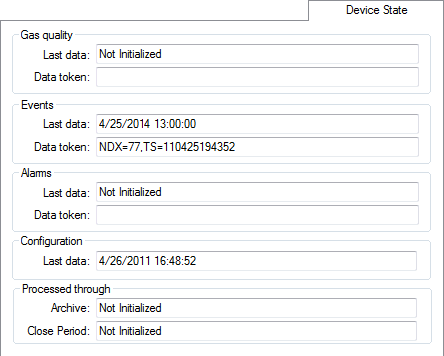 Device State
Gas quality
Last data: Not Initialized
Data token:
Events
Last data: 4/25/2014 13:00:00
Data token: NDX=77,TS=110425194352
Alarms
Last data: Not Initialized
Data token:
Configuration
Last data: 4/26/2011 16:48:52
Processed through
Archive: Not Initialized
Close Period: Not Initialized